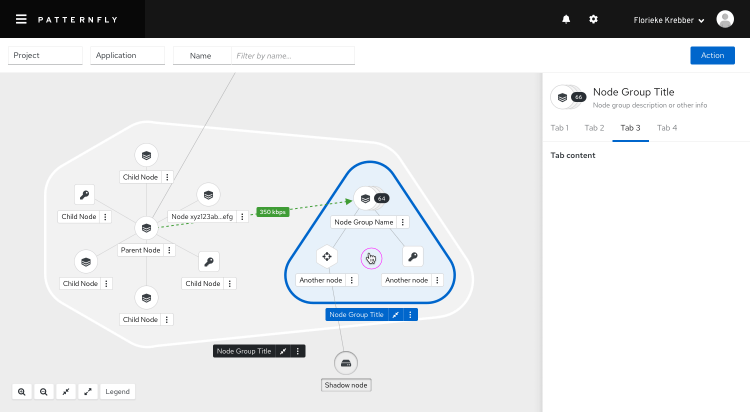 PATTERNFLY
Florieke Krebber
Project
Application
Name
Filter by name...
Action
Node Group Title
Node group description or other info
66
Tab 1
Tab 2
Tab 3
Tab 4
Tab content
Child Node
Child Node
Node xyz123ab...efg
350 kbps
64
Node Group Name
Parent Node
Child Node
Child Node
Another node
Another node
Child Node
Node Group Title
Node Group Title
Shadow node
Legend